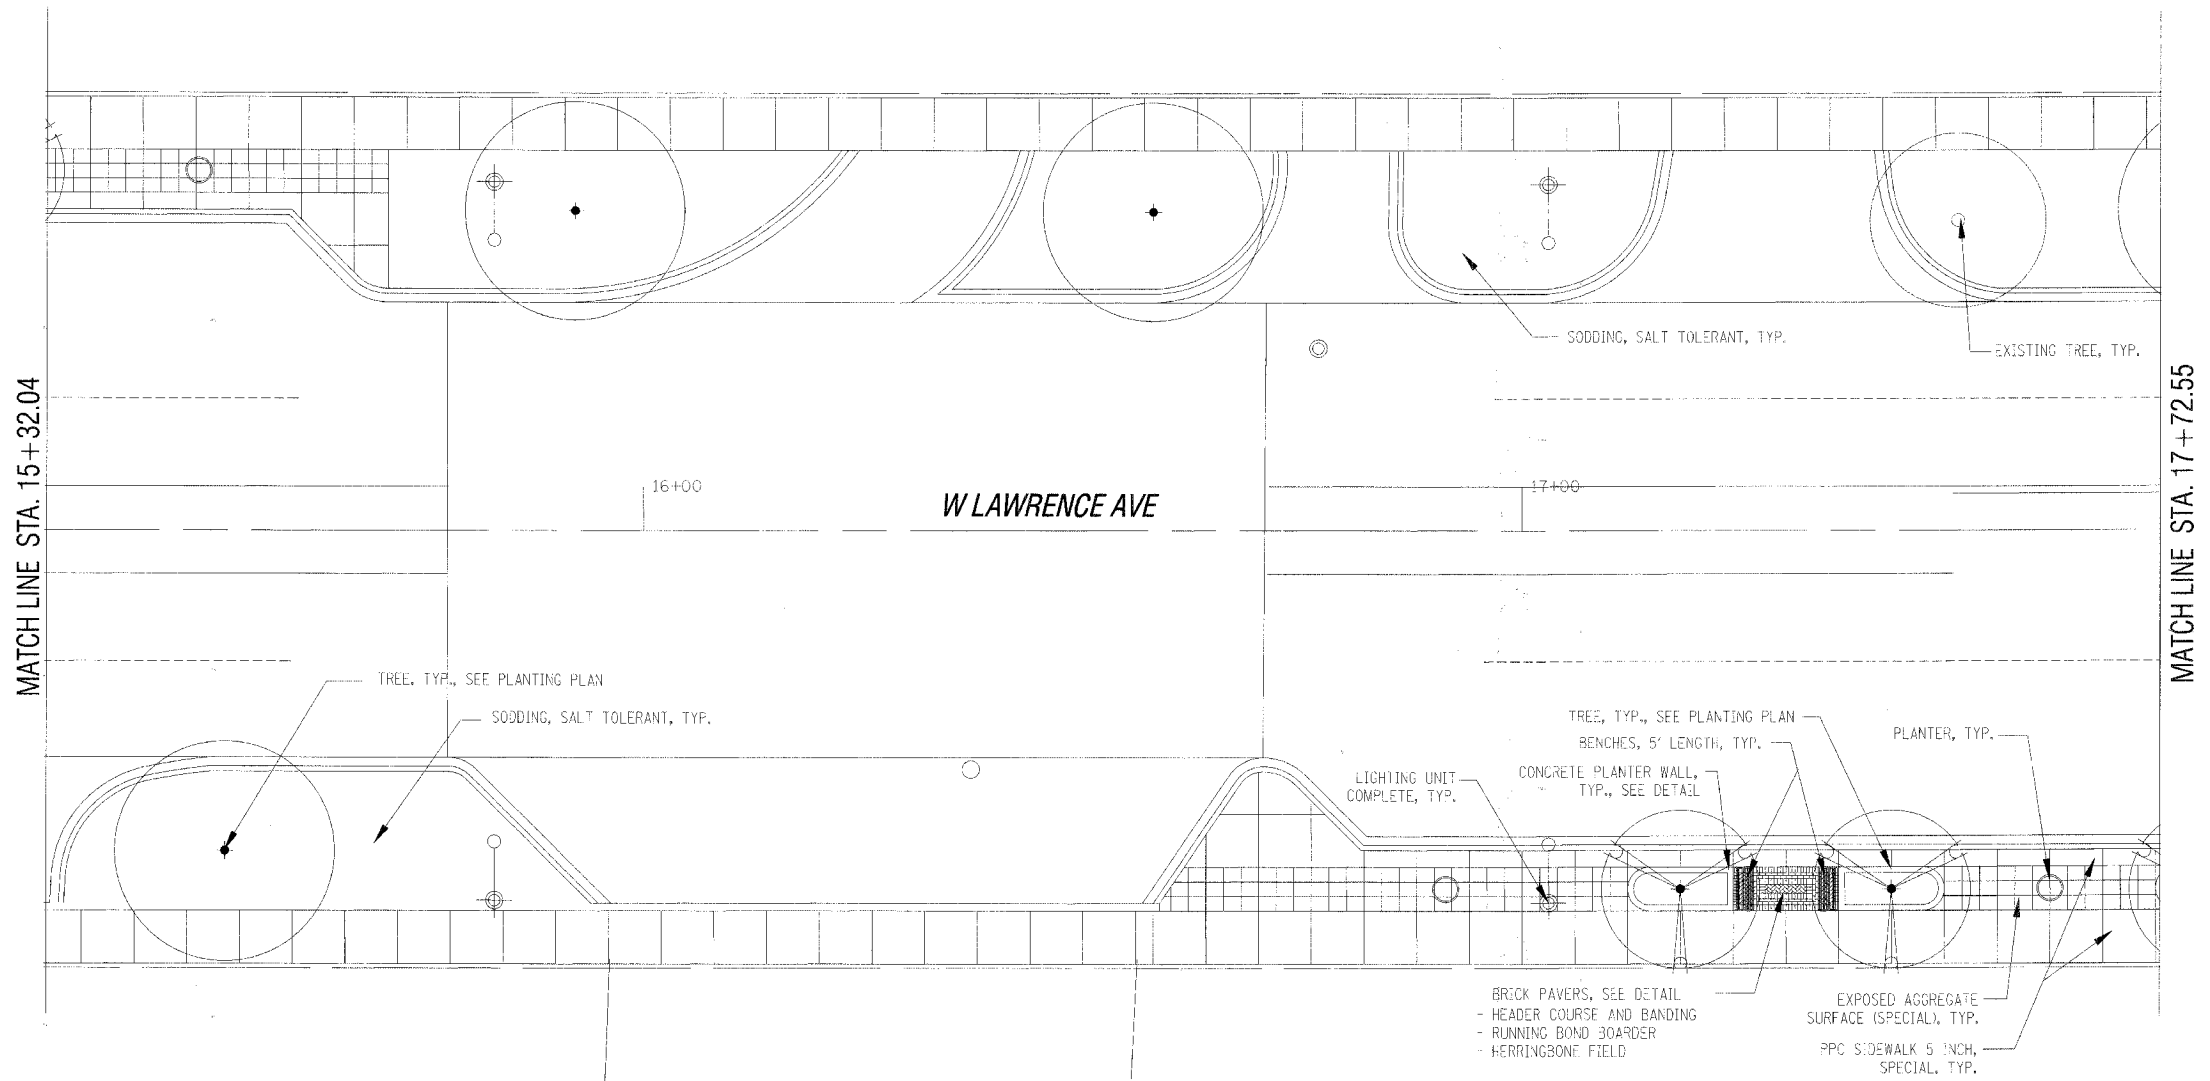 MATCH LINE STA. 15+32.04
MATCH LINE STA. 17+72.55
SODDING, SALT TOLERANT, TYP.
EXISTING TREE, TYP.
16+00
W LAWRENCE AVE
17+00
TREE, TYP., SEE PLANTING PLAN
SODDING, SALT TOLERANT, TYP.
TREE, TYP., SEE PLANTING PLAN
BENCHES, 5' LENGTH, TYP.
PLANTER, TYP.
LIGHTING UNIT
COMPLETE, TYP.
CONCRETE PLANTER WALL,
TYP., SEE DETAIL
BRICK PAVERS, SEE DETAIL
- HEADER COURSE AND BANDING
- RUNNING BOND BOARDER
- HERRINGBONE FIELD
EXPOSED AGGREGATE
SURFACE (SPECIAL), TYP.
PPC SIDEWALK 5 INCH,
SPECIAL, TYP.